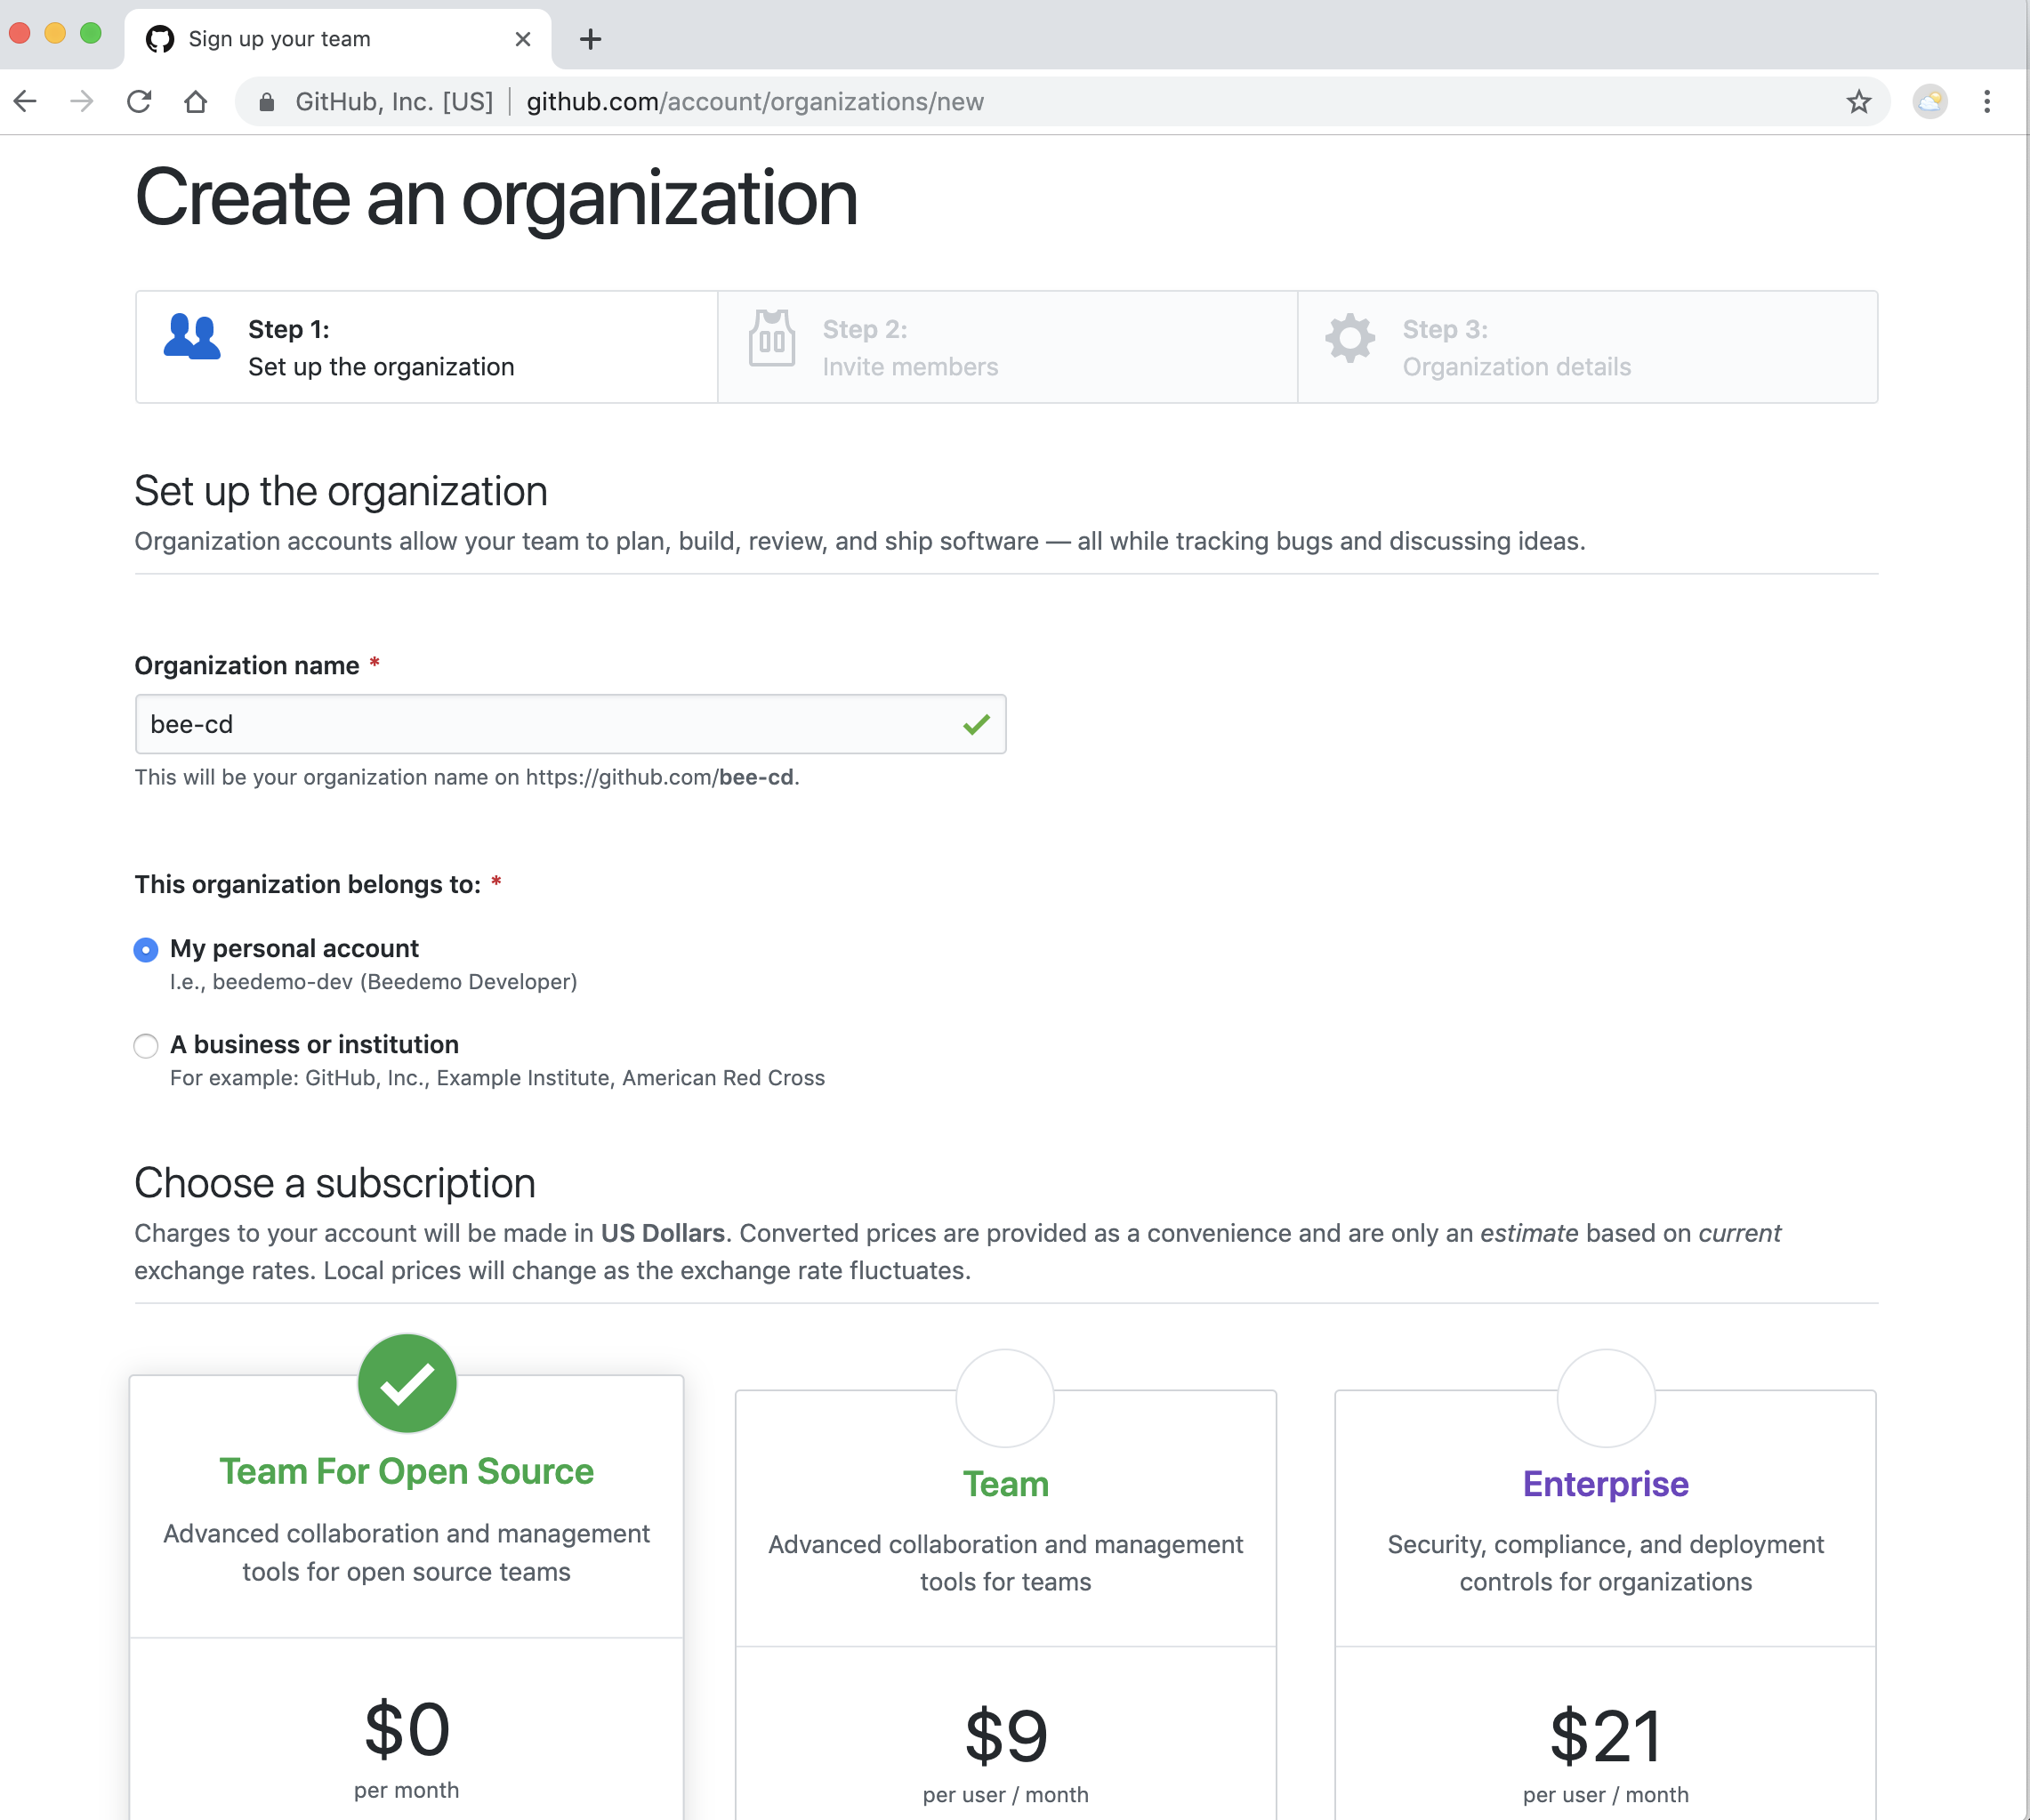 Sign up your team
GitHub, Inc. [US] github.com/account/organizations/new
Create an organization
Step 1:
Set up the organization
Step 2:
Invite members
Step 3:
Organization details
Set up the organization
Organization accounts allow your team to plan, build, review, and ship software — all while tracking bugs and discussing ideas.
Organization name *
bee-cd
This will be your organization name on https://github.com/bee-cd.
This organization belongs to: *
My personal account
I.e., beedemo-dev (Beedemo Developer)
A business or institution
For example: GitHub, Inc., Example Institute, American Red Cross
Choose a subscription
Charges to your account will be made in US Dollars. Converted prices are provided as a convenience and are only an estimate based on current
exchange rates. Local prices will change as the exchange rate fluctuates.
Team For Open Source
Advanced collaboration and management
tools for open source teams
$0
per month
Team
Advanced collaboration and management
tools for teams
$9
per user / month
Enterprise
Security, compliance, and deployment
controls for organizations
$21
per user / month